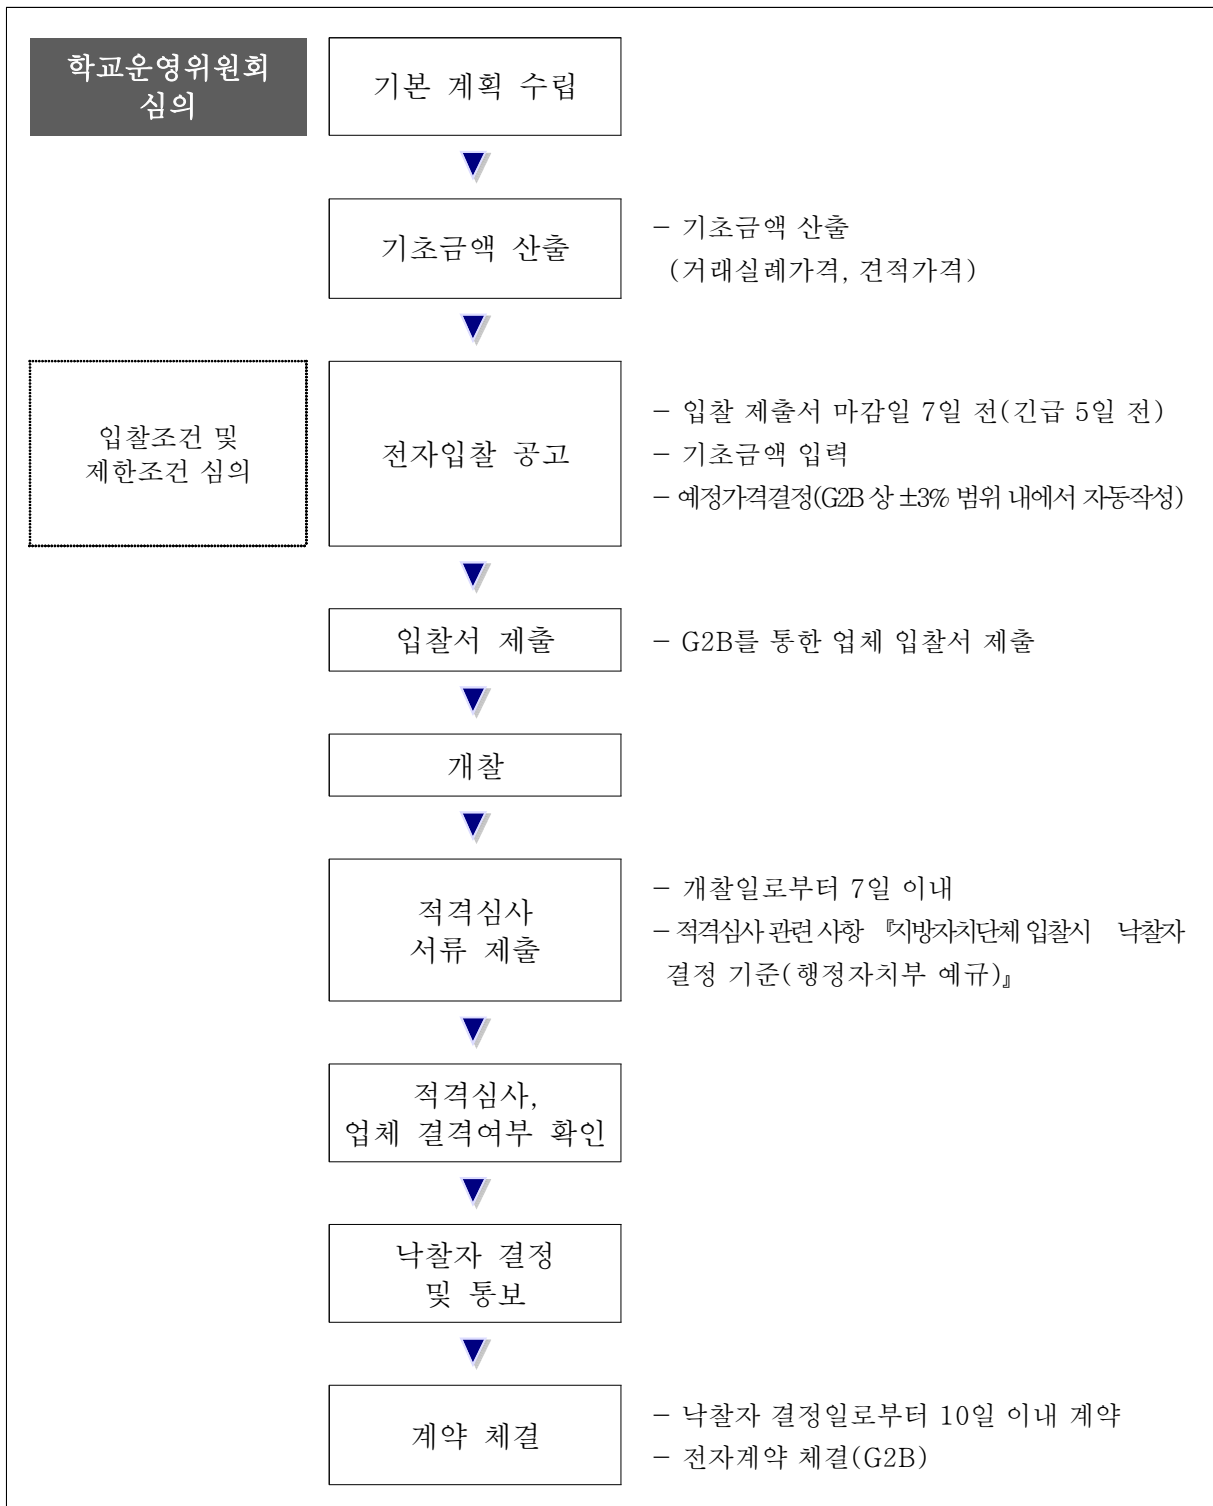 학교운영위원회
심의
기본 계획 수립
기초금액 산출
- 기초금액 산출
(거래실례가격, 견적가격)
입찰조건 및
제한조건 심의
전자입찰 공고
- 입찰 제출서 마감일 7일 전(긴급 5일 전)
- 기초금액 입력
- 예정가격결정(G2B 상 ±3% 범위 내에서 자동작성)
입찰서 제출
- G2B를 통한 업체 입찰서 제출
개찰
적격심사
서류 제출
- 개찰일로부터 7일 이내
- 적격심사 관련 사항 『지방자치단체 입찰시 낙찰자
결정 기준(행정자치부 예규)』
적격심사,
업체 결격여부 확인
낙찰자 결정
및 통보
계약 체결
- 낙찰자 결정일로부터 10일 이내 계약
- 전자계약 체결(G2B)